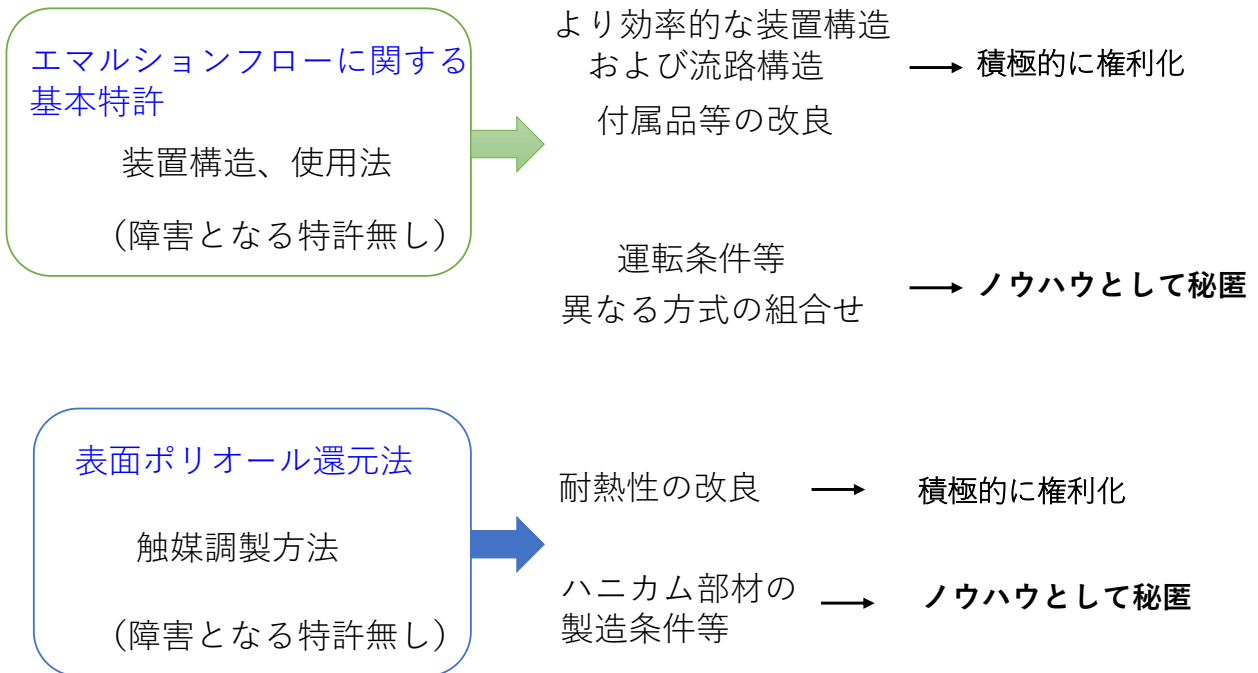 エマルションフローに関する
基本特許
装置構造、使用法
（障害となる特許無し）
より効率的な装置構造
および流路構造
付属品等の改良
積極的に権利化
運転条件等
異なる方式の組合せ
ノウハウとして秘匿
表面ポリオール還元法
触媒調製方法
（障害となる特許無し）
耐熱性の改良
積極的に権利化
ハニカム部材の
製造条件等
ノウハウとして秘匿